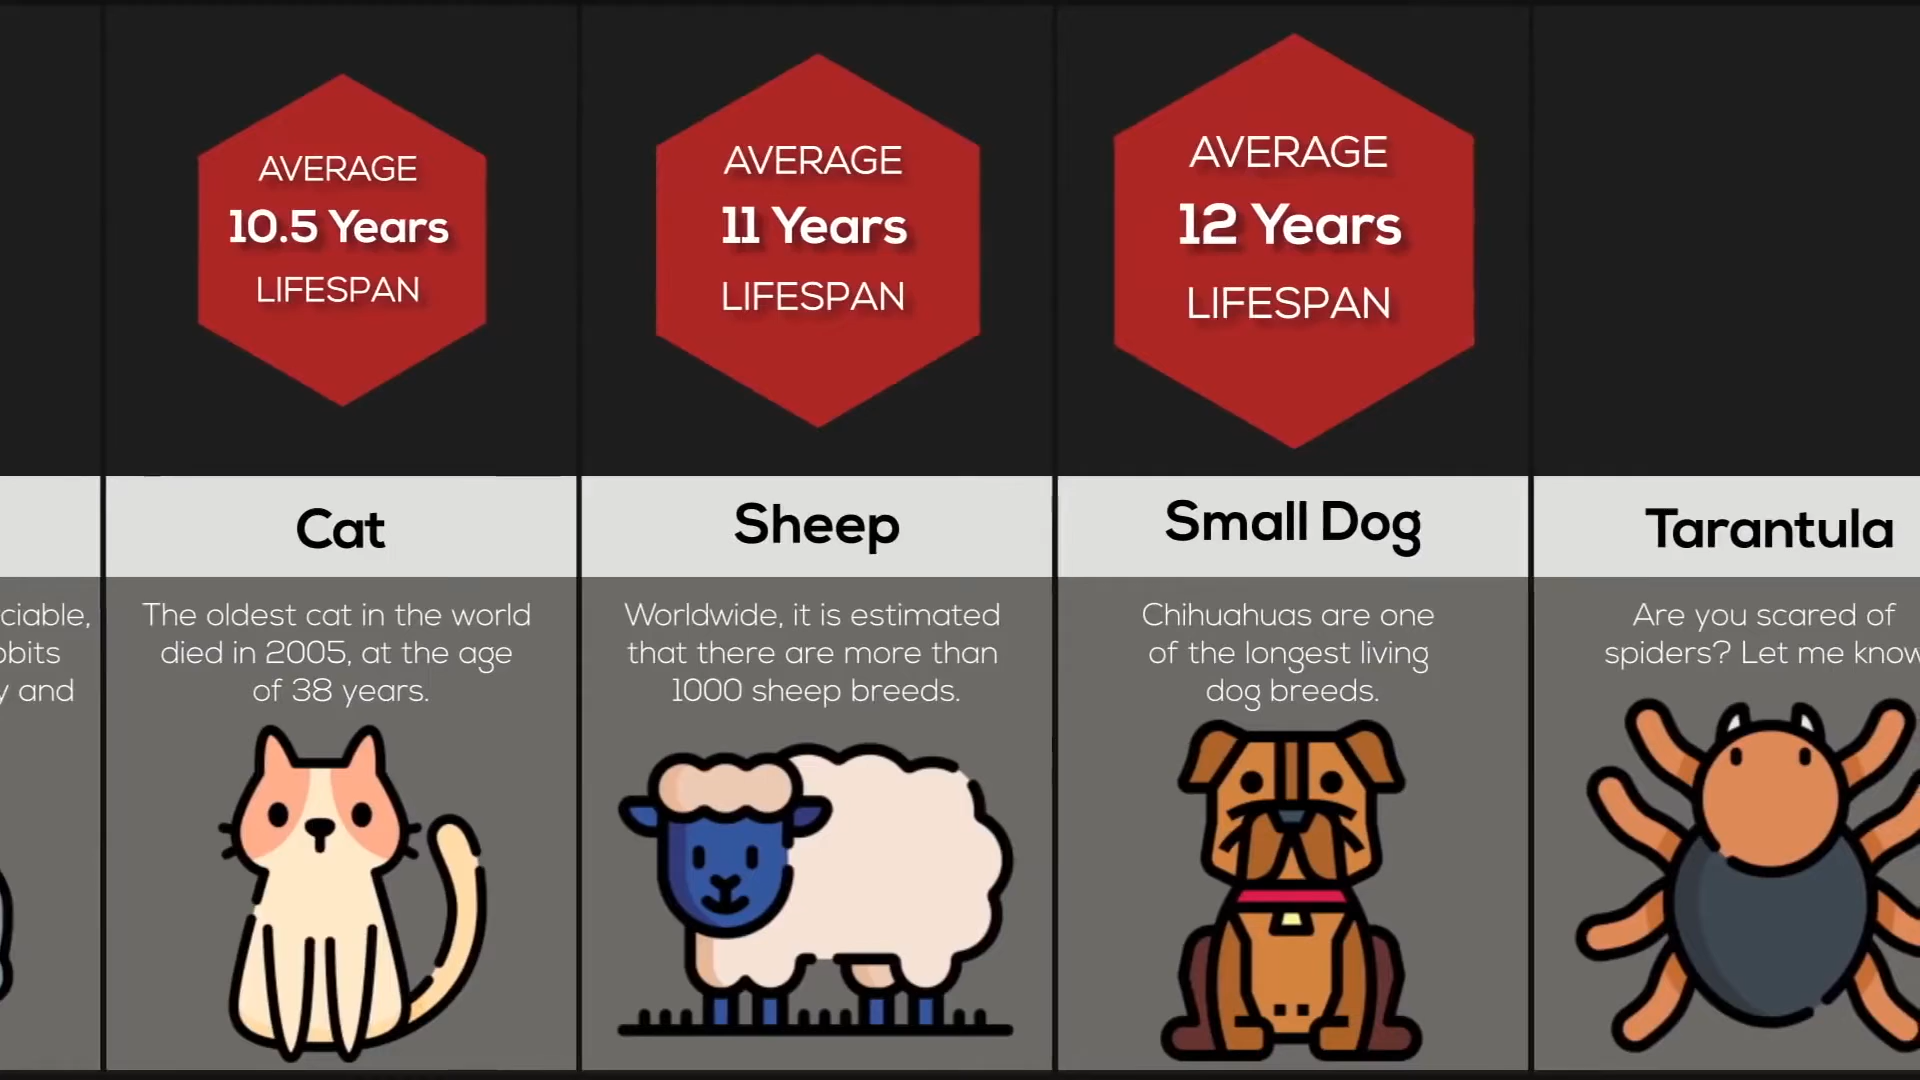 AVERAGE
10.5 Years
LIFESPAN
AVERAGE
11 Years
LIFESPAN
AVERAGE
12 Years
LIFESPAN
Cat
Sheep
Small Dog
Tarantula
ciable,
bbits
y and
The oldest cat in the world
died in 2005, at the age
of 38 years.
Worldwide, it is estimated
that there are more than
1000 sheep breeds.
Chihuahuas are one
of the longest living
dog breeds.
Are you scared of
spiders? Let me know